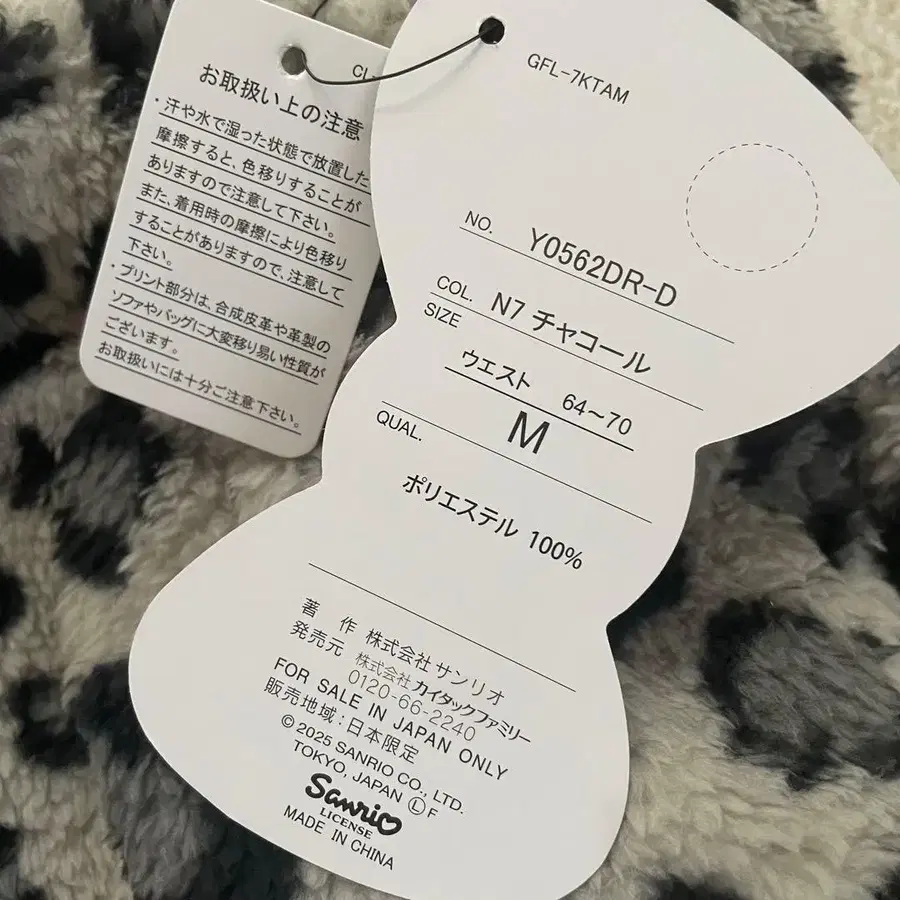 CL-
お取扱い上の注意
・汗や水で湿った状態で放置した
摩擦すると、色移りすることが
ありますので注意して下さい。
また、着用時の摩擦により色移り
することがありますので、注意して
下さい。
・プリント部分は、合成皮革や革製の
ソファやバッグに大変移り易い性質が
ございます。
お取扱いには十分ご注意下さい。
GFL-7KTAM
NO. Y0562DR-D
COL. N7 チャコール
SIZE
ウエスト 64～70
M
QUAL.
ポリエステル 100%
著 作 株式会社 サンリオ
発売元 株式会社 カイタックファミリー
0120-66-2240
FOR SALE IN JAPAN ONLY
販売地域：日本限定
© 2025 SANRIO CO., LTD.
TOKYO, JAPAN Ⓛ F
Sanrio
LICENSE
MADE IN CHINA